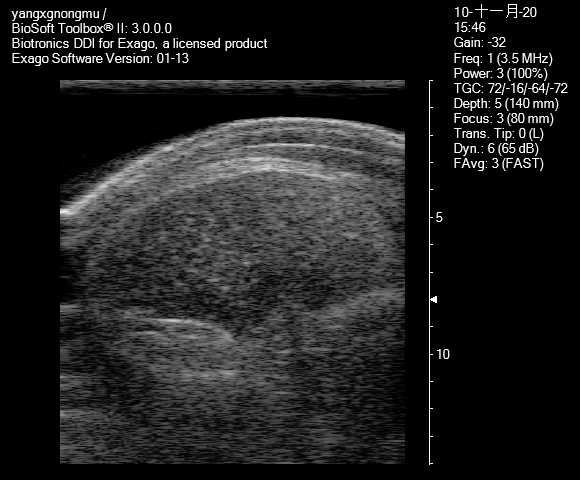 yangxgnongmu /
BioSoft Toolbox® II: 3.0.0.0
Biotronics DDI for Exago, a licensed product
Exago Software Version: 01-13
10-十一月-20
15:46
Gain: -32
Freq: 1 (3.5 MHz)
Power: 3 (100%)
TGC: 72/-16/-64/-72
Depth: 5 (140 mm)
Focus: 3 (80 mm)
Trans. Tip: 0 (L)
Dyn.: 6 (65 dB)
FAvg: 3 (FAST)
5
10